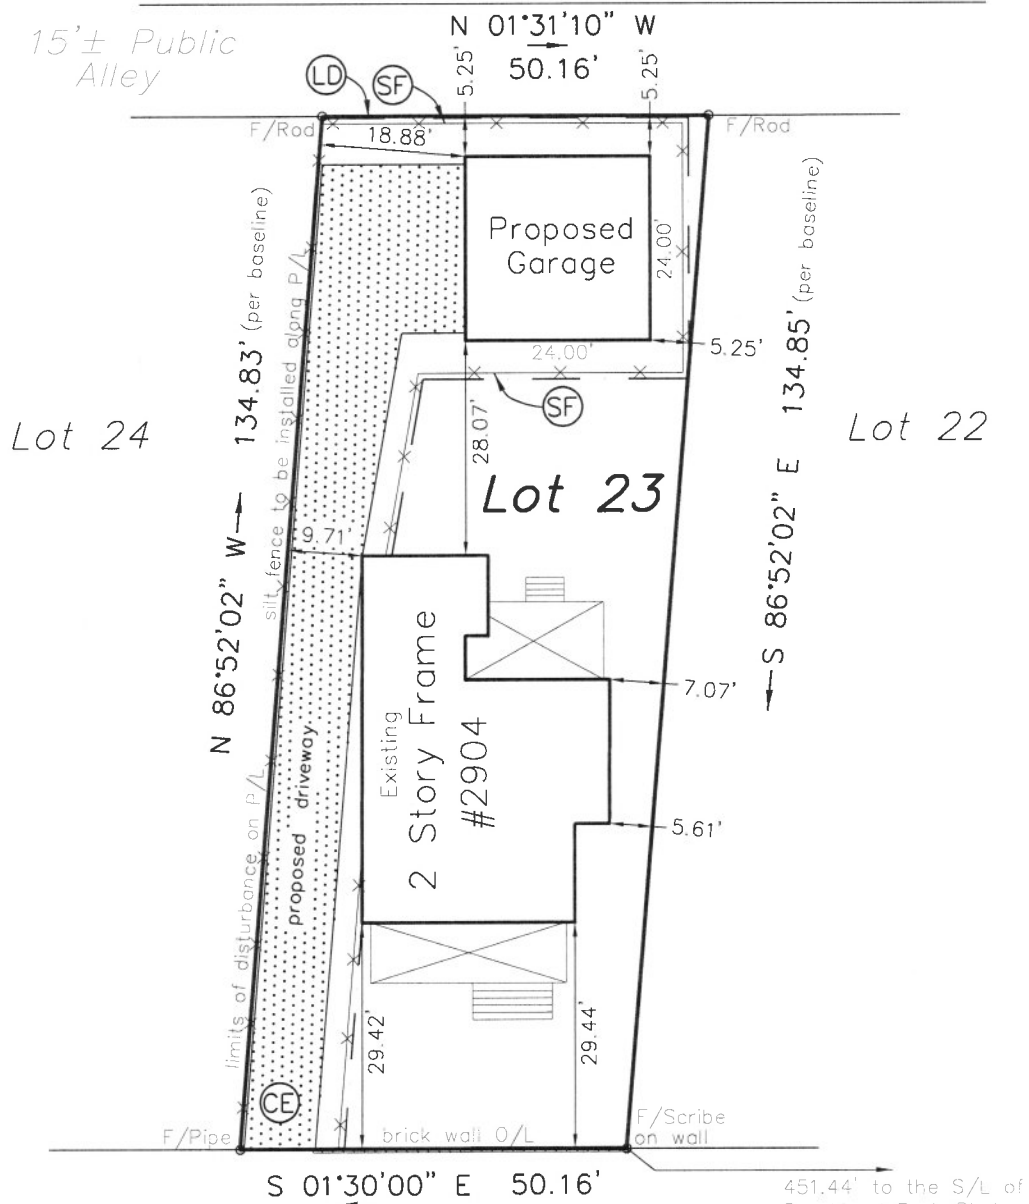 N 01°31'10" W
50.16'
15'± Public
Alley
LD
SF
5.25'
5.25'
F/Rod
F/Rod
18.88'
Proposed
Garage
24.00'
24.00'
5.25'
SF
28.07'
134.83' (per baseline)
134.85' (per baseline)
silt fence to be installed along P/L
Lot 24
Lot 22
Lot 23
9.71'
N 86°52'02" W
S 86°52'02" E
Existing
2 Story Frame
#2904
7.07'
5.61'
proposed driveway
limits of disturbance on P/L
29.42'
29.44'
CE
F/Pipe
brick wall O/L
F/Scribe
on wall
S 01°30'00" E 50.16'
451.44' to the S/L of